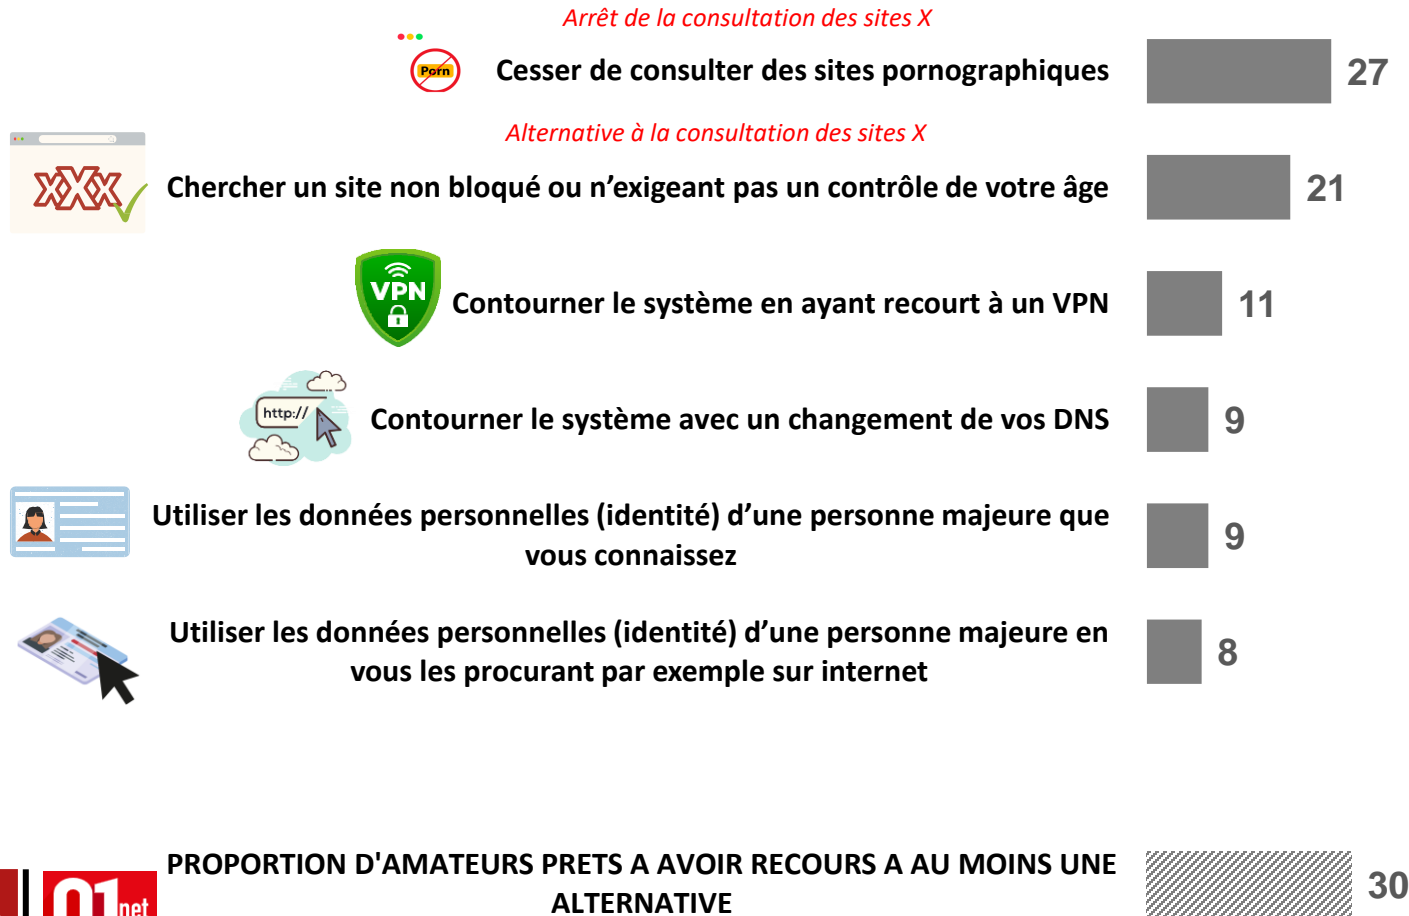 Arrêt de la consultation des sites X
Porn
Cesser de consulter des sites pornographiques
27
Alternative à la consultation des sites X
XXX
Chercher un site non bloqué ou n’exigeant pas un contrôle de votre âge
21
VPN
Contourner le système en ayant recourt à un VPN
11
http://
Contourner le système avec un changement de vos DNS
9
Utiliser les données personnelles (identité) d’une personne majeure que
vous connaissez
9
Utiliser les données personnelles (identité) d’une personne majeure en
vous les procurant par exemple sur internet
8
PROPORTION D'AMATEURS PRETS A AVOIR RECOURS A AU MOINS UNE
ALTERNATIVE
30
01net